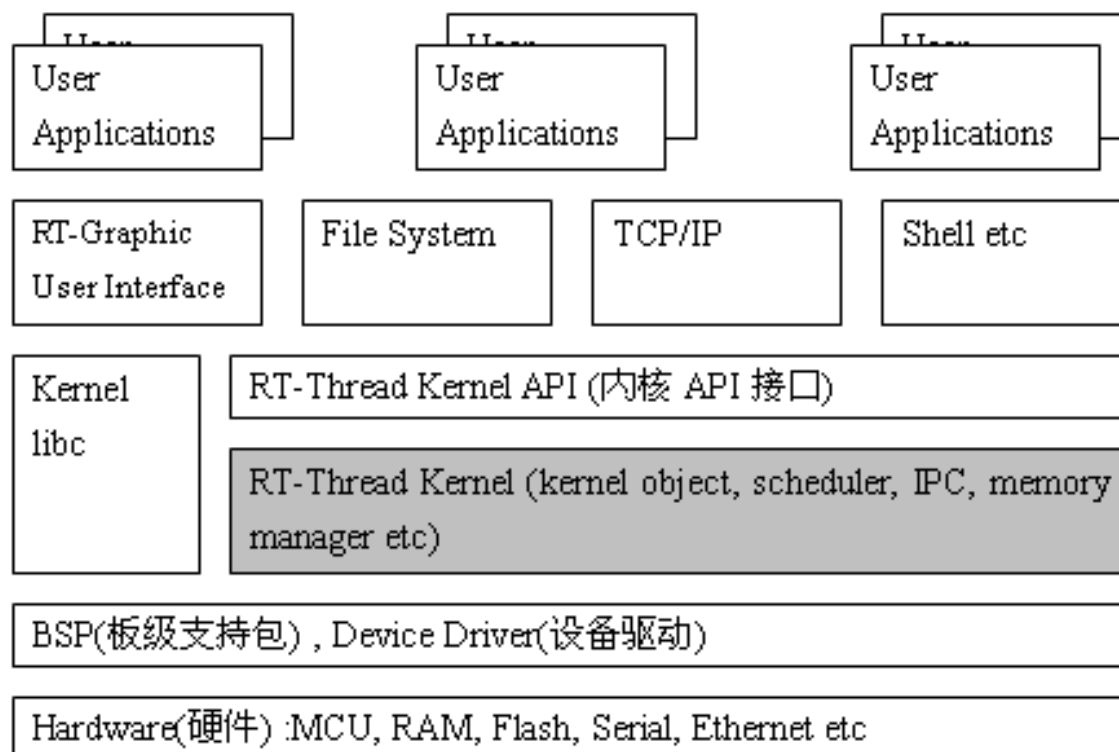 User
User
Applications
User
User
Applications
User
User
Applications
RT-Graphic
User Interface
File System
TCP/IP
Shell etc
Kernel
libc
RT-Thread Kernel API (内核 API 接口)
RT-Thread Kernel (kernel object, scheduler, IPC, memory
manager etc)
BSP(板级支持包) , Device Driver(设备驱动)
Hardware(硬件) :MCU, RAM, Flash, Serial, Ethernet etc